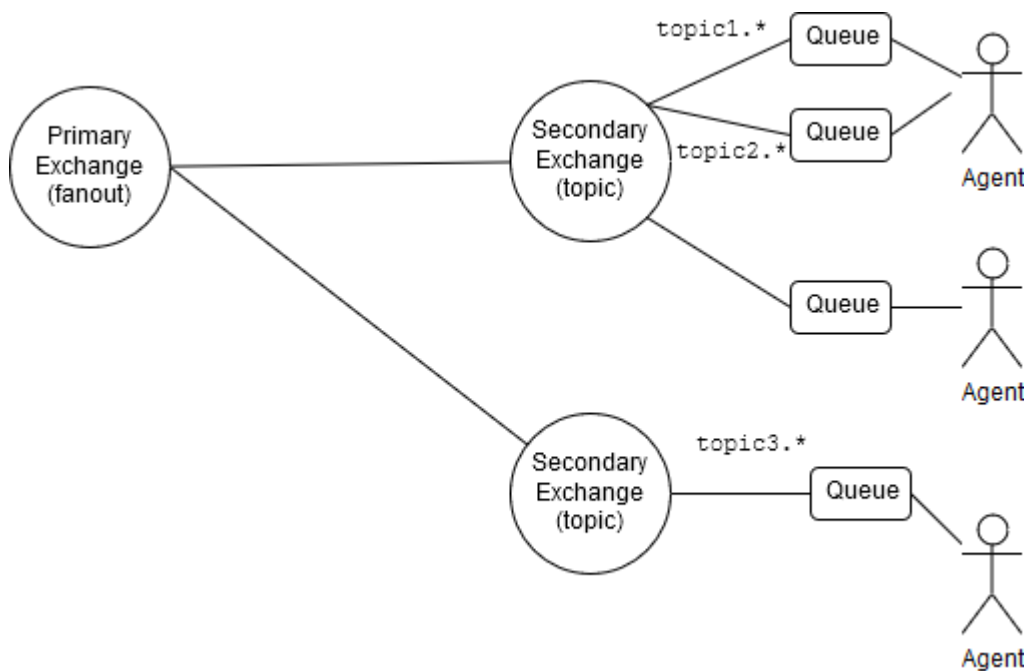 topic1.*
Queue
Primary
Exchange
(fanout)
Secondary
Exchange
(topic)
Queue
topic2.*
Agent
Queue
Agent
Secondary
Exchange
(topic)
topic3.*
Queue
Agent